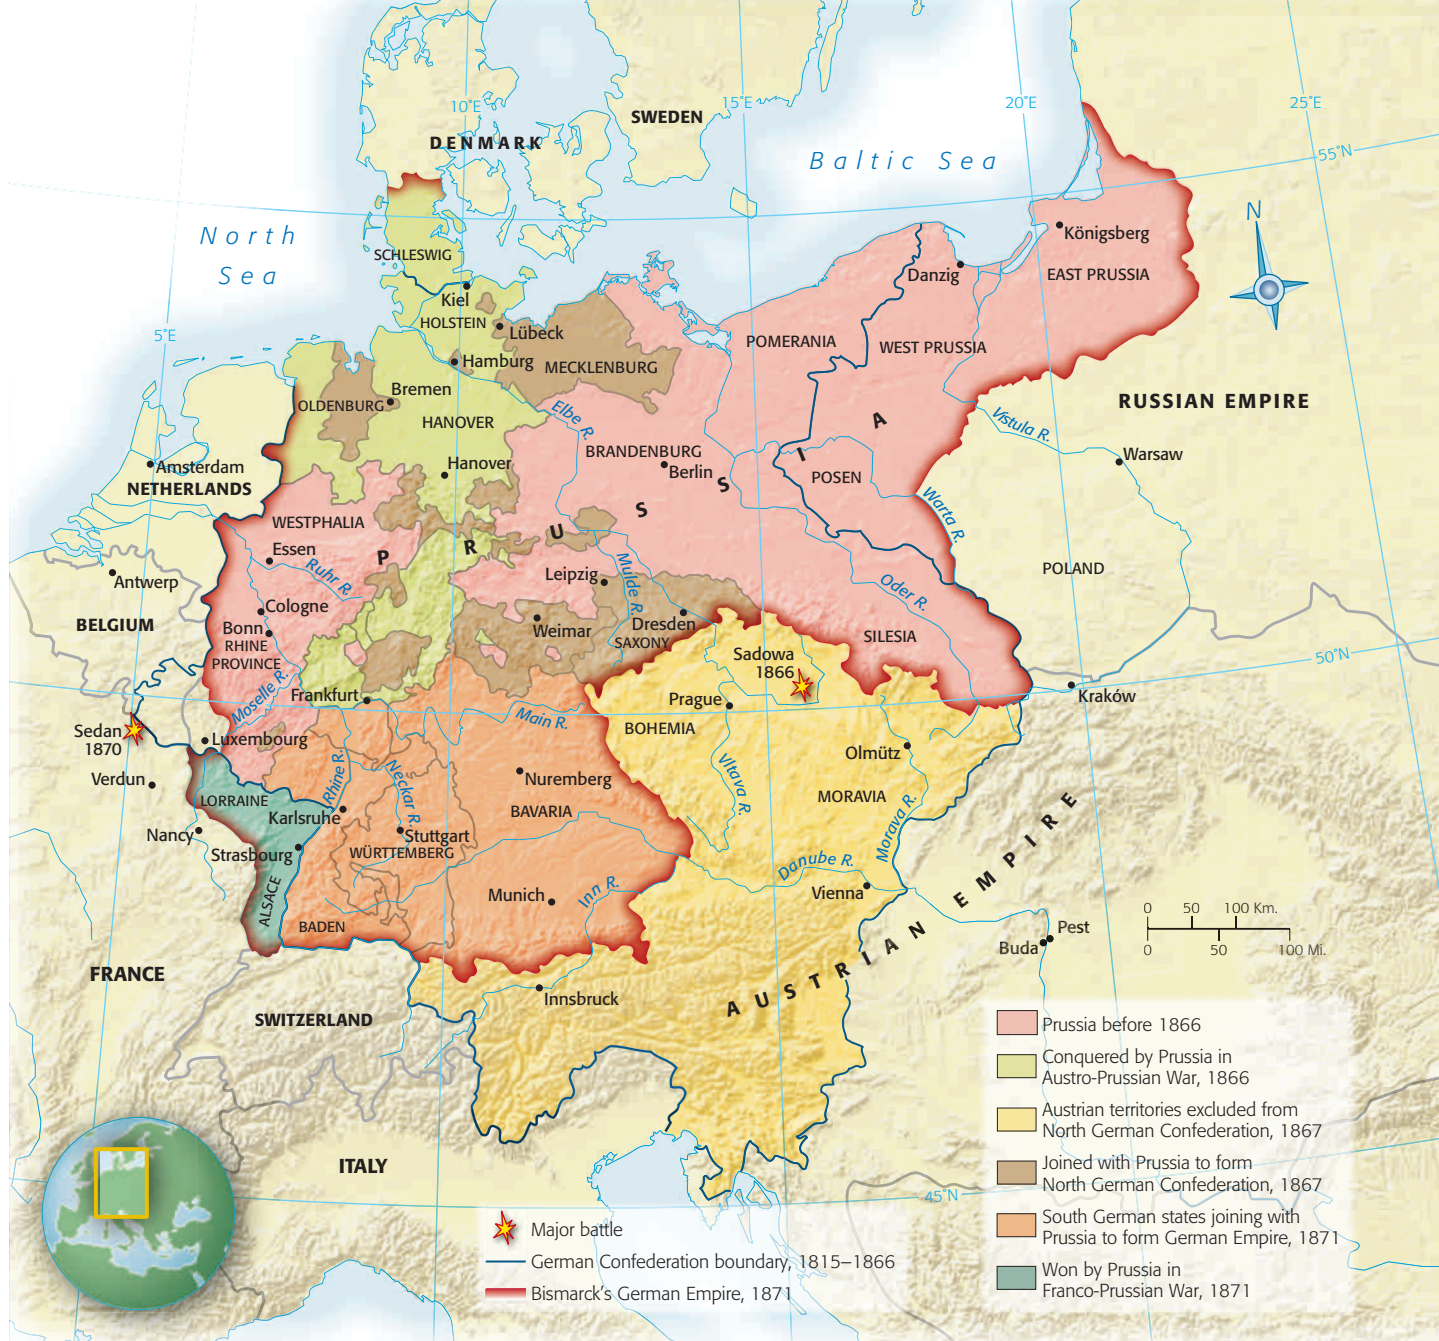 10°E
15°E
20°E
25°E
SWEDEN
DENMARK
Baltic Sea
55°N
N
North
Sea
Königsberg
SCHLESWIG
Danzig
EAST PRUSSIA
Kiel
HOLSTEIN
5°E
Lübeck
POMERANIA
WEST PRUSSIA
Hamburg
MECKLENBURG
Bremen
OLDENBURG
Elbe R.
RUSSIAN EMPIRE
HANOVER
Vistula R.
BRANDENBURG
Warsaw
Hanover
Berlin
Amsterdam
NETHERLANDS
POSEN
PRUSSIA
Warta R.
WESTPHALIA
Essen
Ruhr R.
Antwerp
Leipzig
Mulde R.
Oder R.
POLAND
Cologne
BELGIUM
Bonn
Weimar
Dresden
SAXONY
SILESIA
RHINE
PROVINCE
Sadowa
1866
50°N
Moselle R.
Frankfurt
Prague
Kraków
Main R.
BOHEMIA
Sedan
1870
Luxembourg
Olmütz
Verdun
Rhine R.
Neckar R.
Nuremberg
Vltava R.
MORAVIA
LORRAINE
BAVARIA
Karlsruhe
Morava R.
Nancy
Stuttgart
Strasbourg
WÜRTTEMBERG
Danube R.
Munich
Inn R.
Vienna
ALSACE
BADEN
AUSTRIAN EMPIRE
0 50 100 Km.
0 50 100 Mi.
Pest
Buda
FRANCE
Innsbruck
SWITZERLAND
ITALY
45°N
Prussia before 1866
Conquered by Prussia in
Austro-Prussian War, 1866
Austrian territories excluded from
North German Confederation, 1867
Joined with Prussia to form
North German Confederation, 1867
South German states joining with
Prussia to form German Empire, 1871
Won by Prussia in
Franco-Prussian War, 1871
Major battle
German Confederation boundary, 1815–1866
Bismarck's German Empire, 1871